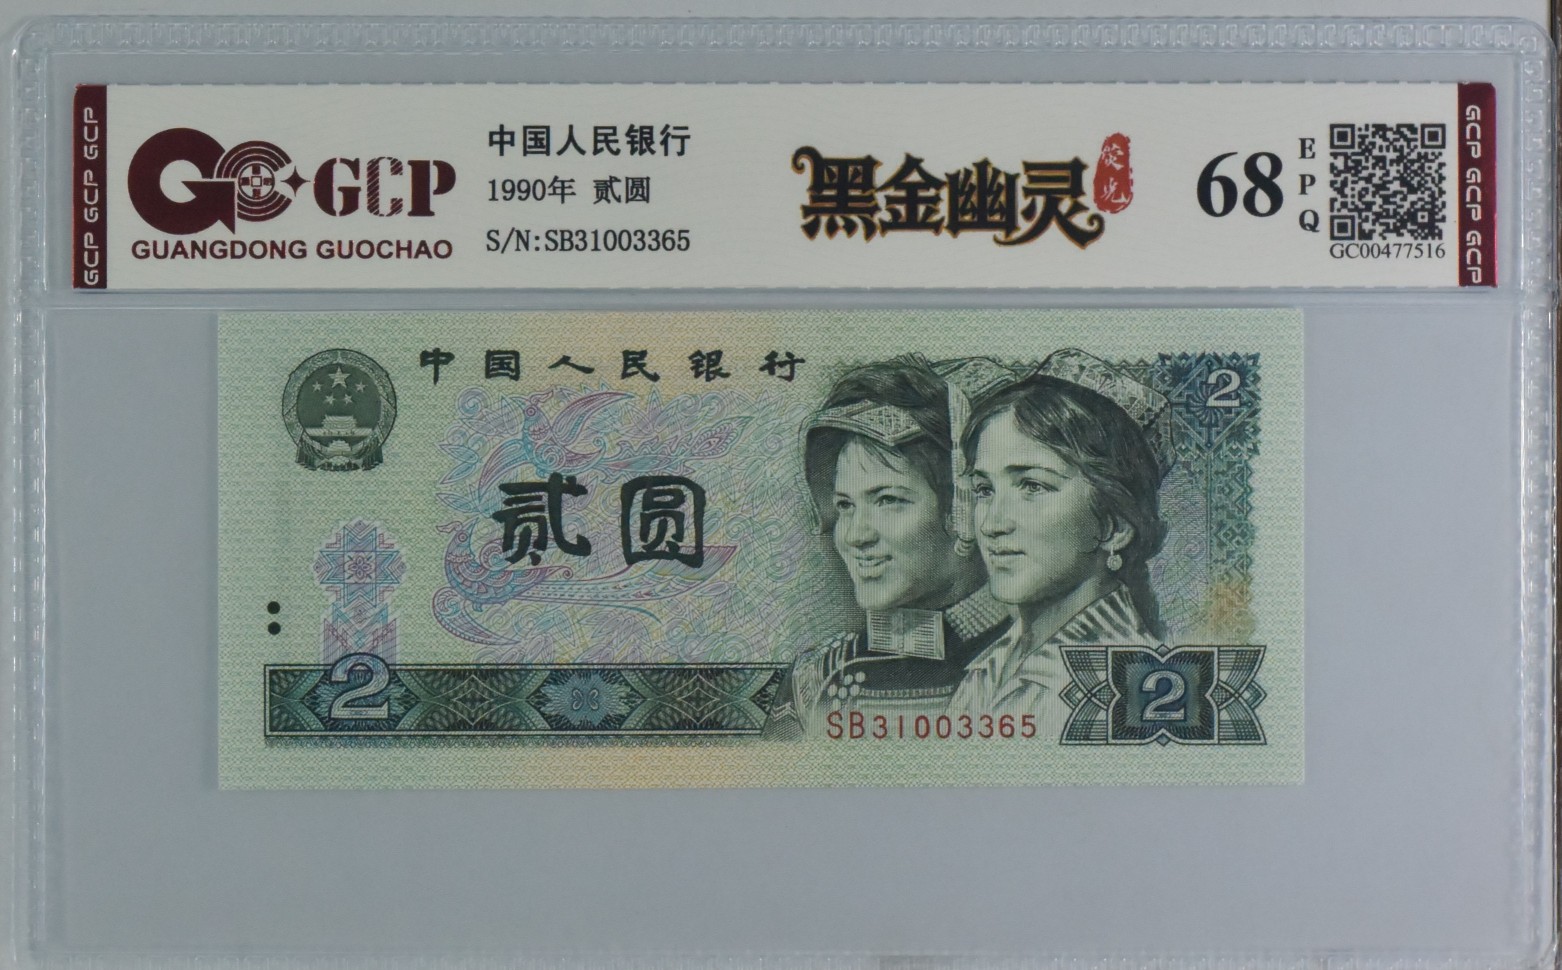 GCP GCP GCP
GCP
GUANGDONG GUOCHAO
中国人民银行
1990年 贰圆
S/N:SB31003365
黑金幽灵
荧光
68
EPQ
GC00477516
GCP GCP GCP
中国人民银行
2
贰圆
2
SB31003365
2